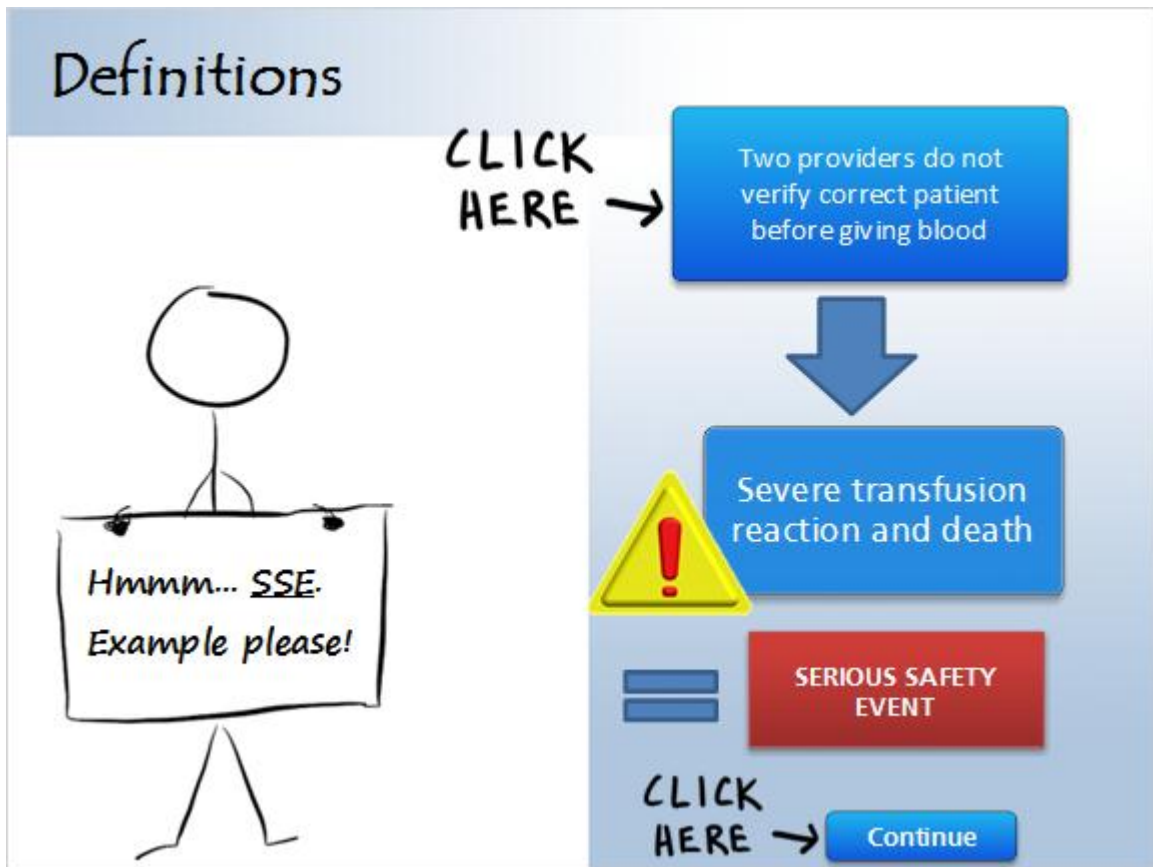 Definitions
CLICK
HERE
Two providers do not
verify correct patient
before giving blood
Hmmm... SSE.
Example please!
Severe transfusion
reaction and death
SERIOUS SAFETY
EVENT
CLICK
HERE
Continue